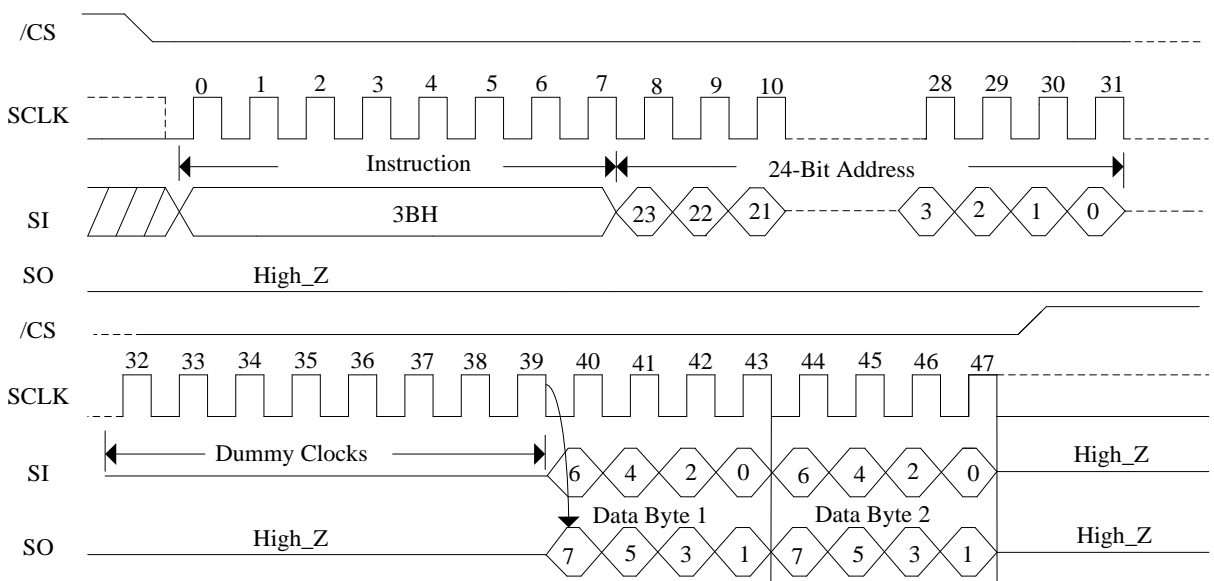 /CS
0 1 2 3 4 5 6 7 8 9 10 28 29 30 31
SCLK
Instruction 24-Bit Address
SI 3BH 23 22 21 3 2 1 0
SO High_Z
/CS
32 33 34 35 36 37 38 39 40 41 42 43 44 45 46 47
SCLK
Dummy Clocks
SI 6 4 2 0 6 4 2 0 High_Z
Data Byte 1 Data Byte 2
SO High_Z 7 5 3 1 7 5 3 1 High_Z